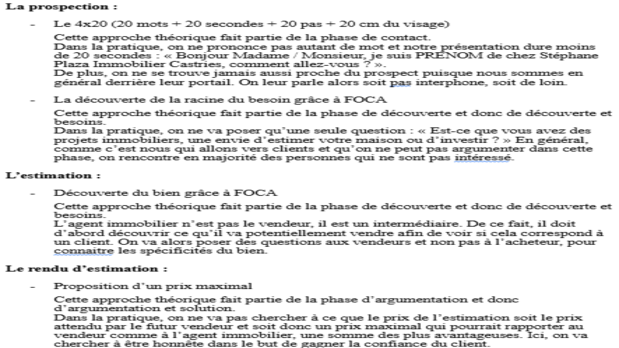 La prospection :
- Le 4x20 (20 mots + 20 secondes + 20 pas + 20 cm du visage)
Cette approche théorique fait partie de la phase de contact.
Dans la pratique, on ne prononce pas autant de mot et notre présentation dure moins
de 20 secondes : « Bonjour Madame / Monsieur, je suis PRENOM de chez Stéphane
Plaza Immobilier Castries, comment allez-vous ? ».
De plus, on ne se trouve jamais aussi proche du prospect puisque nous sommes en
général derrière leur portail. On leur parle alors soit pas interphone, soit de loin.
- La découverte de la racine du besoin grâce à FOCA
Cette approche théorique fait partie de la phase de découverte et donc de découverte et
besoins.
Dans la pratique, on ne va poser qu'une seule question : « Est-ce que vous avez des
projets immobiliers, une envie d'estimer votre maison ou d'investir ? » En général,
comme c'est nous qui allons vers clients et qu'on ne peut pas argumenter dans cette
phase, on rencontre en majorité des personnes qui ne sont pas intéressé.
L'estimation :
- Découverte du bien grâce à FOCA
Cette approche théorique fait partie de la phase de découverte et donc de découverte et
besoins.
L'agent immobilier n'est pas le vendeur, il est un intermédiaire. De ce fait, il doit
d'abord découvrir ce qu'il va potentiellement vendre afin de voir si cela correspond à
un client. On va alors poser des questions aux vendeurs et non pas à l'acheteur, pour
connaitre les spécificités du bien.
Le rendu d'estimation :
- Proposition d'un prix maximal
Cette approche théorique fait partie de la phase d'argumentation et donc
d'argumentation et solution.
Dans la pratique, on ne va pas chercher à ce que le prix de l'estimation soit le prix
attendu par le futur vendeur et soit donc un prix maximal qui pourrait rapporter au
vendeur comme à l'agent immobilier, une somme des plus avantageuses. Ici, on va
chercher à être honnête dans le but de gagner la confiance du client.